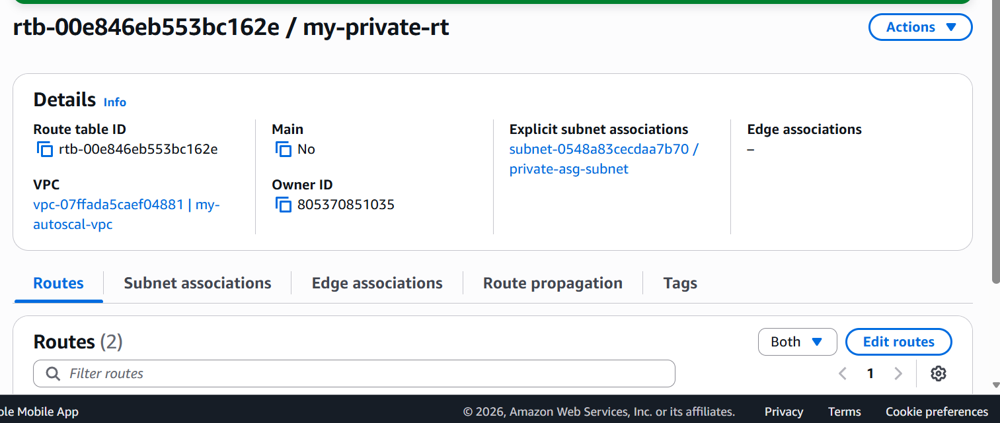 rtb-00e846eb553bc162e / my-private-rt
Actions
Details Info
Route table ID
rtb-00e846eb553bc162e
VPC
vpc-07ffada5caef04881 | my-
autoscal-vpc
Main
No
Owner ID
805370851035
Explicit subnet associations
subnet-0548a83cecdaa7b70 /
private-asg-subnet
Edge associations
–
Routes
Subnet associations
Edge associations
Route propagation
Tags
Routes (2)
Both
Edit routes
Filter routes
1
Mobile App
© 2026, Amazon Web Services, Inc. or its affiliates.
Privacy
Terms
Cookie preferences